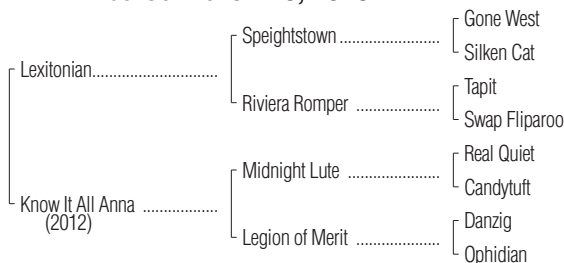 Gone West
Speightstown
Silken Cat
Lexitonian
Tapit
Riviera Romper
Swap Fliparoo
Real Quiet
Midnight Lute
Candytuft
Know It All Anna
(2012)
Danzig
Legion of Merit
Ophidian